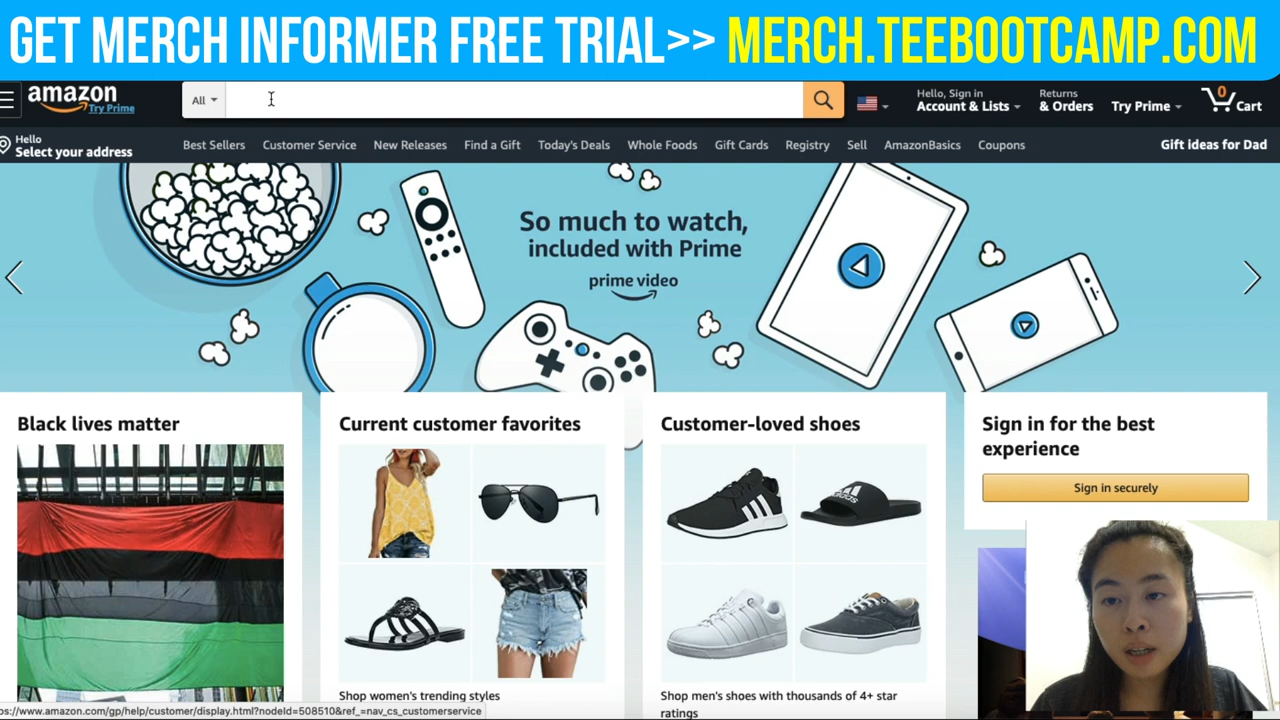 GET MERCH INFORMER FREE TRIAL>> MERCH.TEEBOOTCAMP.COM
amazon
Try Prime
All
Hello, Sign in
Account & Lists
Returns
& Orders
Try Prime
0
Cart
Hello
Select your address
Best Sellers
Customer Service
New Releases
Find a Gift
Today's Deals
Whole Foods
Gift Cards
Registry
Sell
AmazonBasics
Coupons
Gift ideas for Dad
So much to watch,
included with Prime
prime video
Black lives matter
Current customer favorites
Customer-loved shoes
Sign in for the best
experience
Sign in securely
adidas
Shop women's trending styles
Shop men's shoes with thousands of 4+ star
ratings
ps://www.amazon.com/gp/help/customer/display.html?nodeId=508510&ref_=nav_cs_customerservice